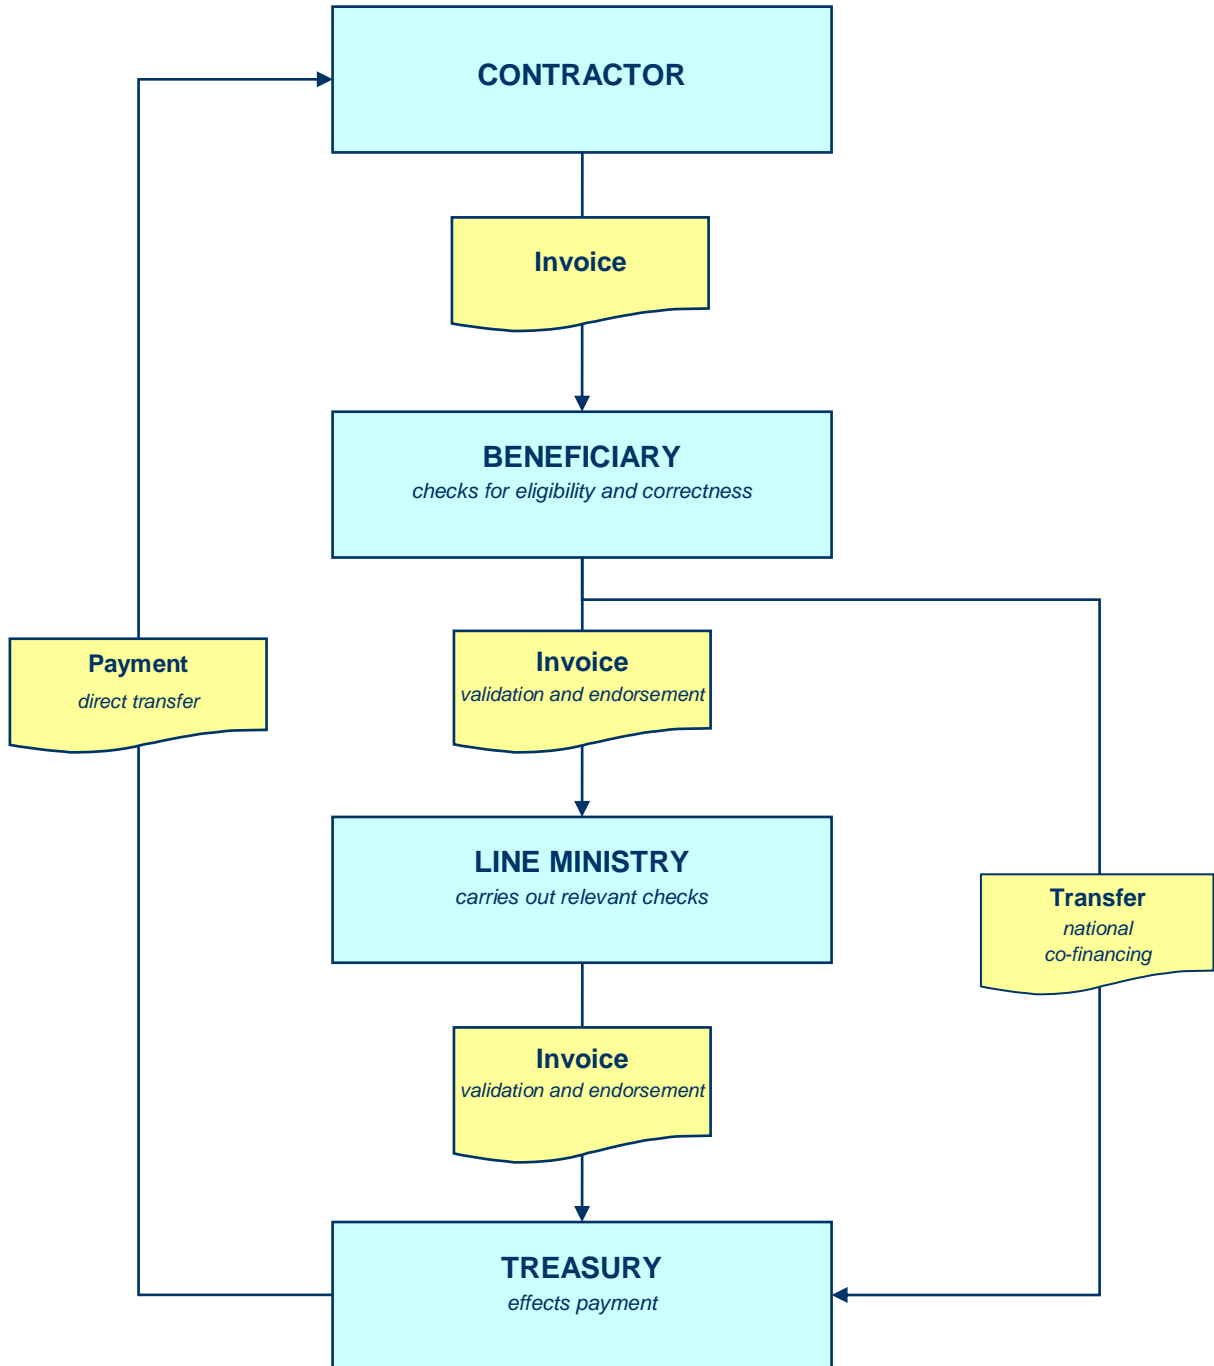 CONTRACTOR
Invoice
BENEFICIARY
checks for eligibility and correctness
Payment
direct transfer
Invoice
validation and endorsement
LINE MINISTRY
carries out relevant checks
Transfer
national
co-financing
Invoice
validation and endorsement
TREASURY
effects payment